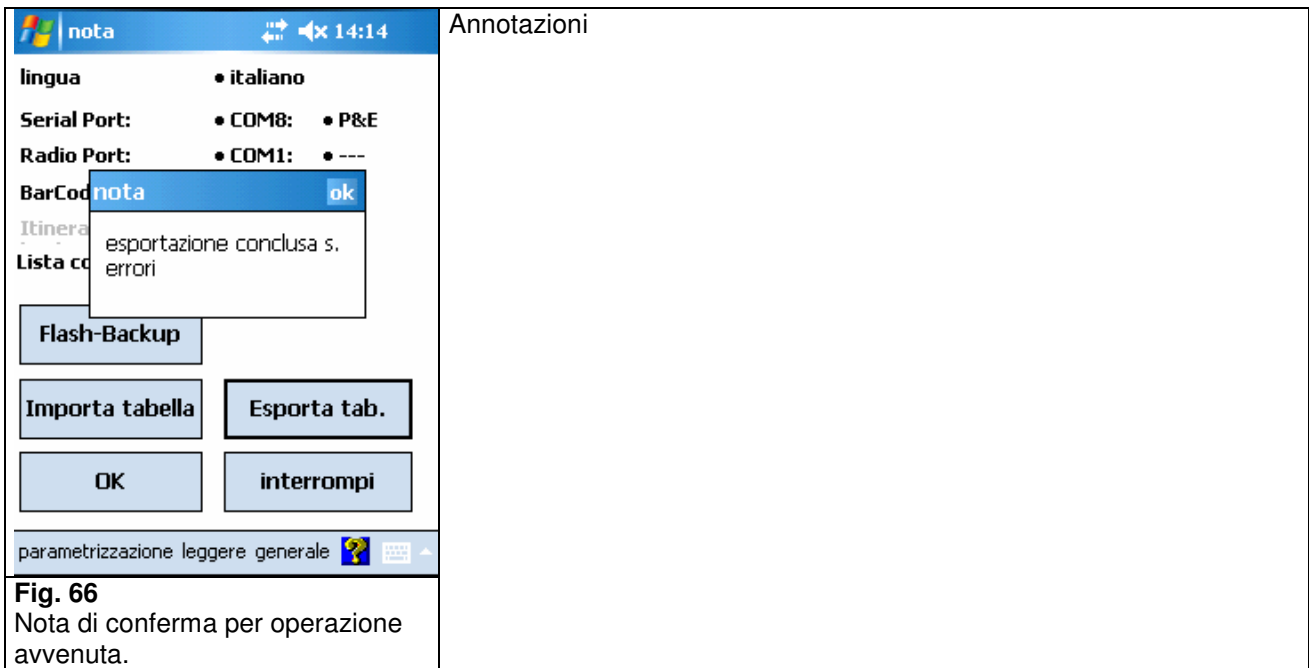 nota 14:14
Annotazioni
lingua • italiano
Serial Port: • COM8: • P&E
Radio Port: • COM1: • ---
BarCod
nota ok
Itinera
esportazione conclusa s.
errori
Lista co
Flash-Backup
Importa tabella Esporta tab.
OK interrompi
parametrizzazione leggere generale
Fig. 66
Nota di conferma per operazione
avvenuta.